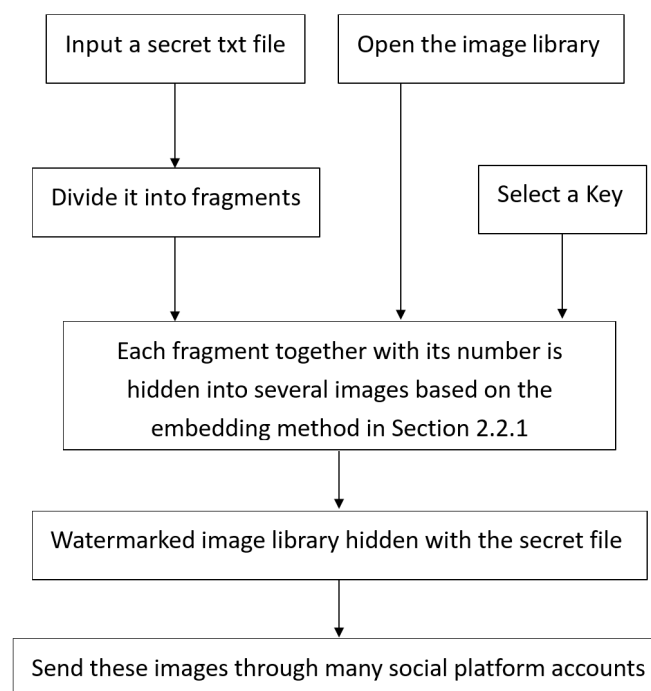 Input a secret txt file
Open the image library
Divide it into fragments
Select a Key
Each fragment together with its number is
hidden into several images based on the
embedding method in Section 2.2.1
Watermarked image library hidden with the secret file
Send these images through many social platform accounts